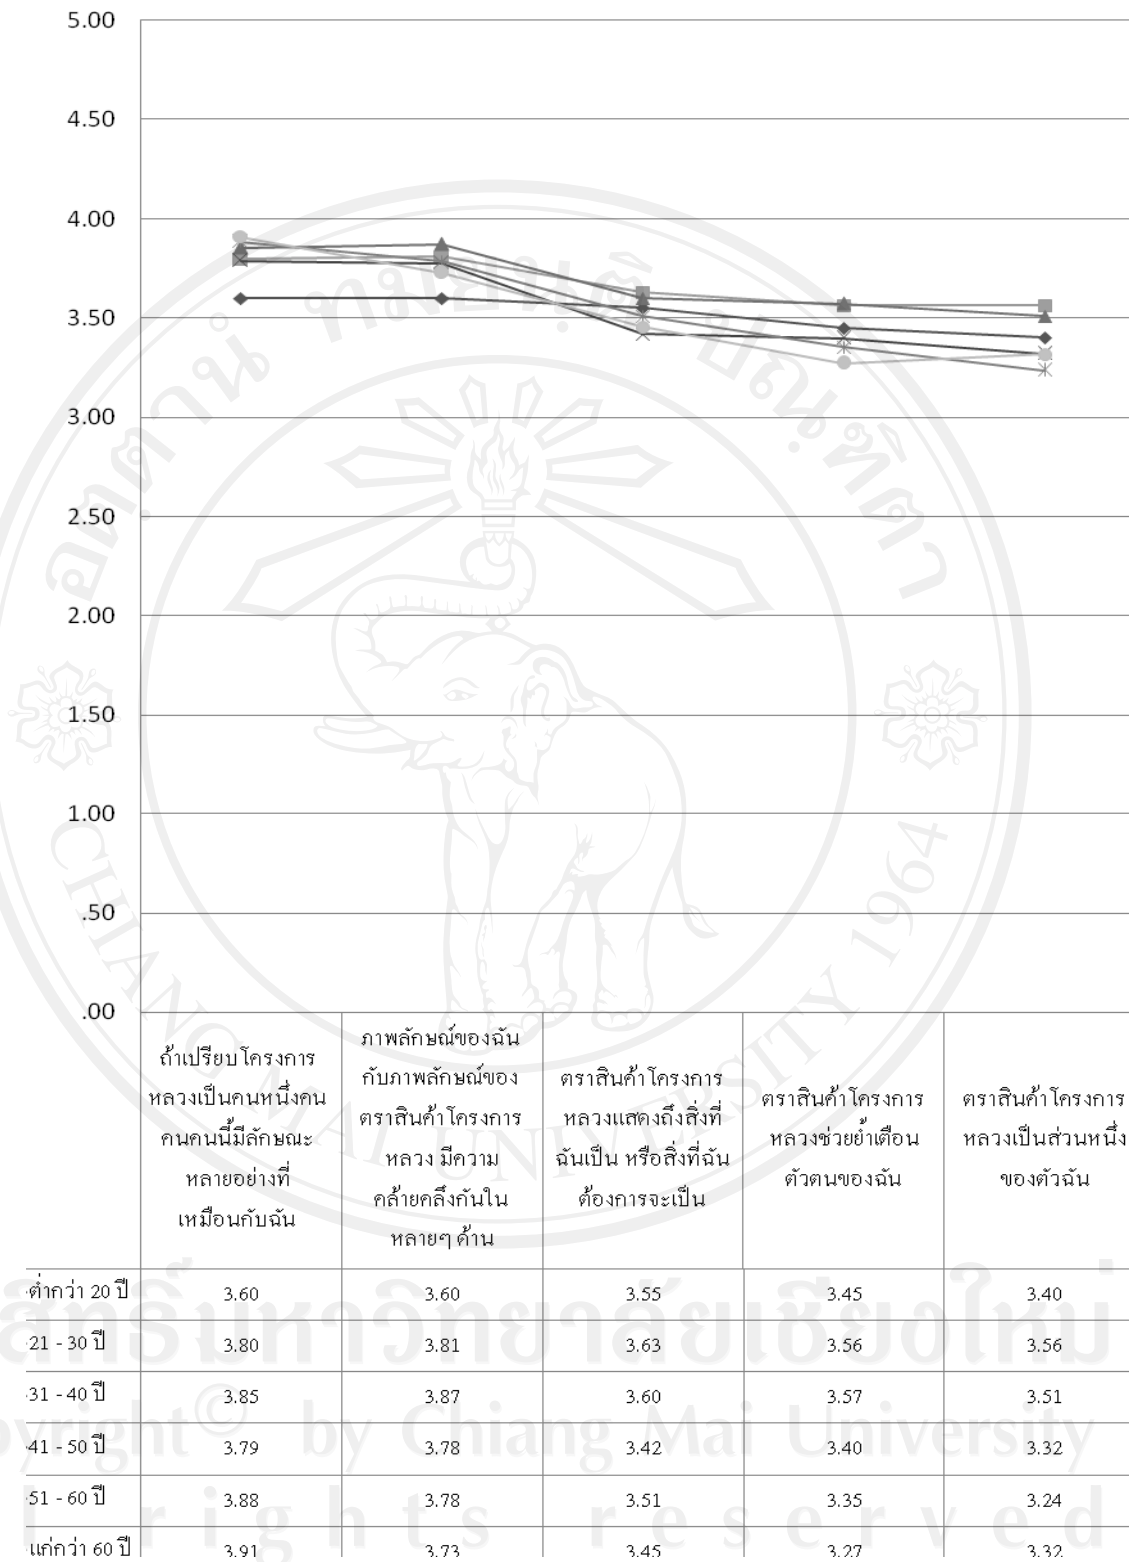 5.00
4.50
4.00
3.50
3.00
2.50
2.00
1.50
1.00
.50
.00
ถ้าเปรียบโครงการ
หลวงเป็นคนหนึ่งคน
คนคนนี้มีลักษณะ
หลายอย่างที่
เหมือนกับฉัน
ภาพลักษณ์ของฉัน
กับภาพลักษณ์ของ
ตราสินค้าโครงการ
หลวง มีความ
คล้ายคลึงกันใน
หลายๆ ด้าน
ตราสินค้าโครงการ
หลวงแสดงถึงสิ่งที่
ฉันเป็น หรือสิ่งที่ฉัน
ต้องการจะเป็น
ตราสินค้าโครงการ
หลวงช่วยย้ำเตือน
ตัวตนของฉัน
ตราสินค้าโครงการ
หลวงเป็นส่วนหนึ่ง
ของตัวฉัน
ต่ำกว่า 20 ปี 3.60 3.60 3.55 3.45 3.40
21 - 30 ปี 3.80 3.81 3.63 3.56 3.56
31 - 40 ปี 3.85 3.87 3.60 3.57 3.51
41 - 50 ปี 3.79 3.78 3.42 3.40 3.32
51 - 60 ปี 3.88 3.78 3.51 3.35 3.24
แก่กว่า 60 ปี 3.91 3.73 3.45 3.27 3.32
CHIANG MAI UNIVERSITY 1964
มหาวิทยาลัยเชียงใหม่
© by Chiang Mai University
rights reserved